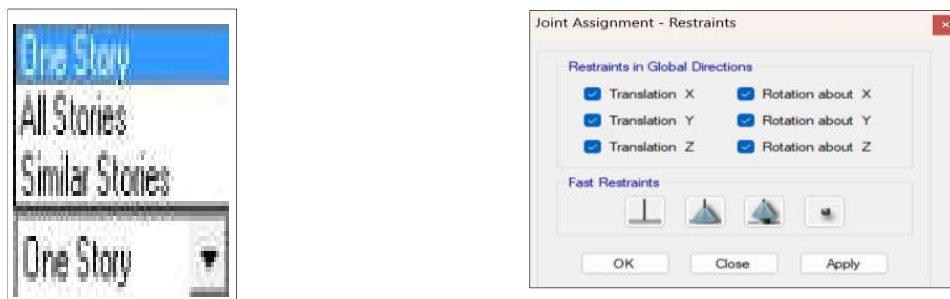 One Story
All Stories
Similar Stories
One Story
Joint Assignment - Restraints
Restraints in Global Directions
Translation X Rotation about X
Translation Y Rotation about Y
Translation Z Rotation about Z
Fast Restraints
OK Close Apply